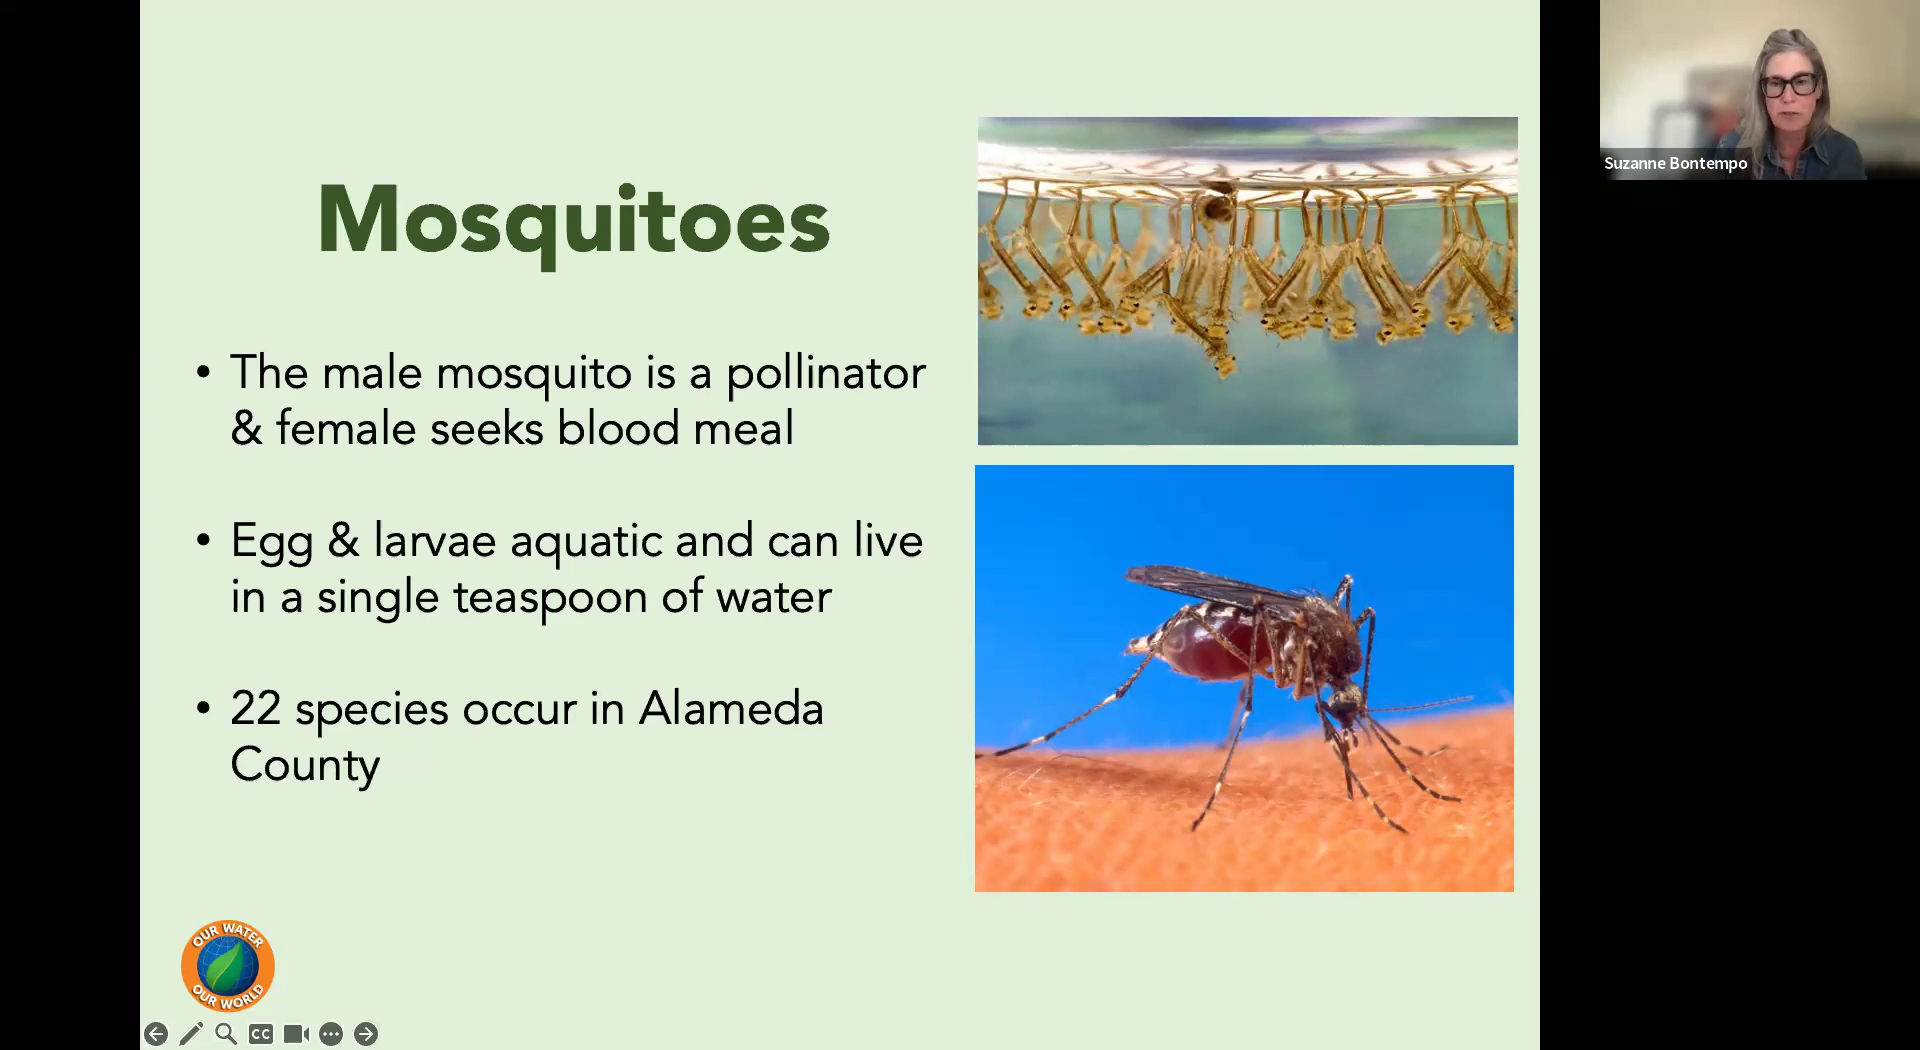 Mosquitoes
• The male mosquito is a pollinator
& female seeks blood meal
• Egg & larvae aquatic and can live
in a single teaspoon of water
• 22 species occur in Alameda
County
OUR WATER
OUR WORLD
CC
Suzanne Bontempo